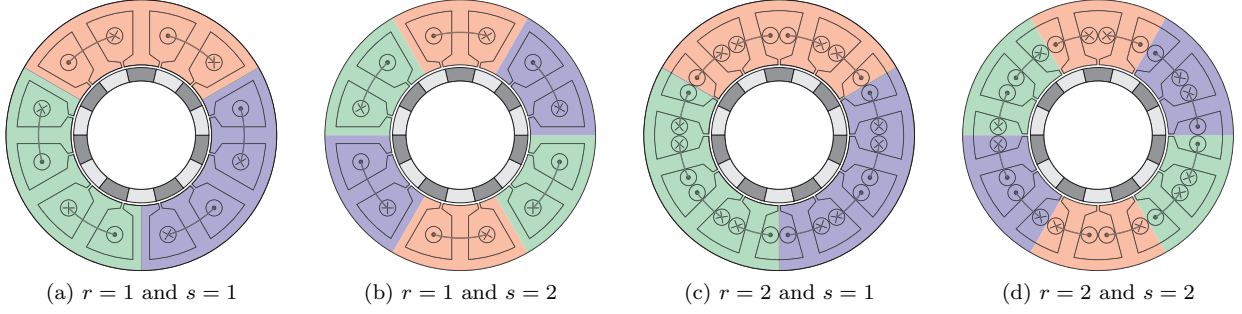 (a) r = 1 and s = 1
(b) r = 1 and s = 2
(c) r = 2 and s = 1
(d) r = 2 and s = 2